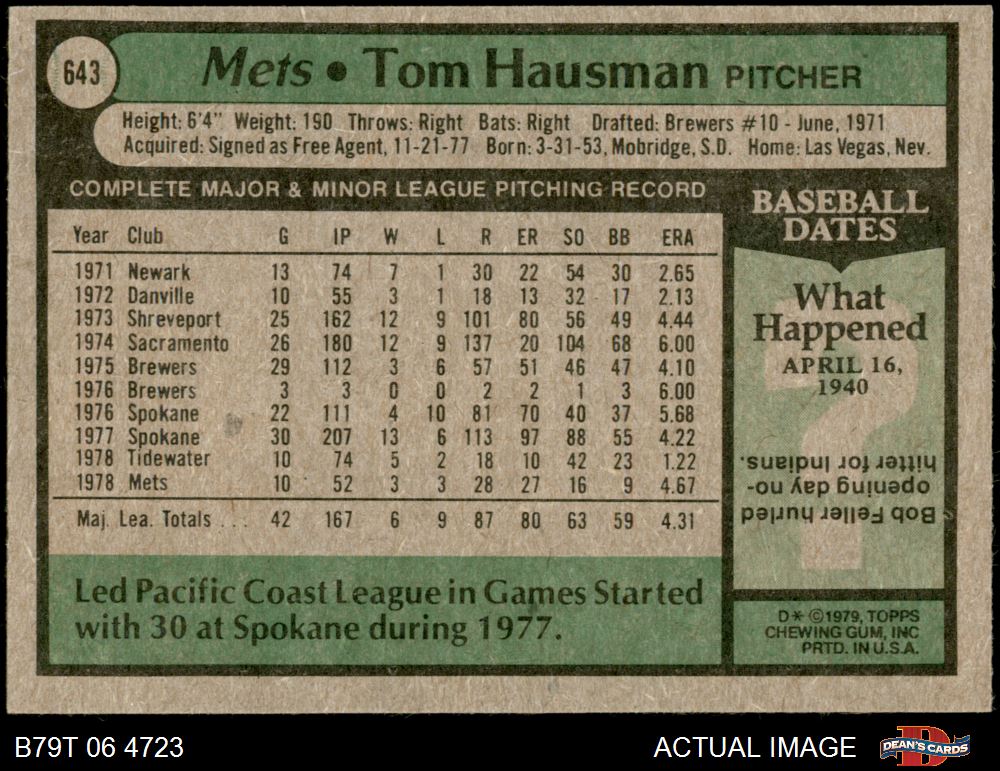 643
Mets • Tom Hausman PITCHER
Height: 6'4" Weight: 190 Throws: Right Bats: Right Drafted: Brewers #10 - June, 1971
Acquired: Signed as Free Agent, 11-21-77 Born: 3-31-53, Mobridge, S.D. Home: Las Vegas, Nev.
COMPLETE MAJOR & MINOR LEAGUE PITCHING RECORD
Year Club G IP W L R ER SO BB ERA
1971 Newark 13 74 7 1 30 22 54 30 2.65
1972 Danville 10 55 3 1 18 13 32 17 2.13
1973 Shreveport 25 162 12 9 101 80 56 49 4.44
1974 Sacramento 26 180 12 9 137 20 104 68 6.00
1975 Brewers 29 112 3 6 57 51 46 47 4.10
1976 Brewers 3 3 0 0 2 2 1 3 6.00
1976 Spokane 22 111 4 10 81 70 40 37 5.68
1977 Spokane 30 207 13 6 113 97 88 55 4.22
1978 Tidewater 10 74 5 2 18 10 42 23 1.22
1978 Mets 10 52 3 3 28 27 16 9 4.67
Maj. Lea. Totals ... 42 167 6 9 87 80 63 59 4.31
Led Pacific Coast League in Games Started
with 30 at Spokane during 1977.
BASEBALL
DATES
What
Happened
APRIL 16,
1940
?
Bob Feller hurled
opening day no-
hitter for Indians.
D* ©1979, TOPPS
CHEWING GUM, INC
PRTD. IN U.S.A.
B79T 06 4723
ACTUAL IMAGE
D
DEAN'S CARDS